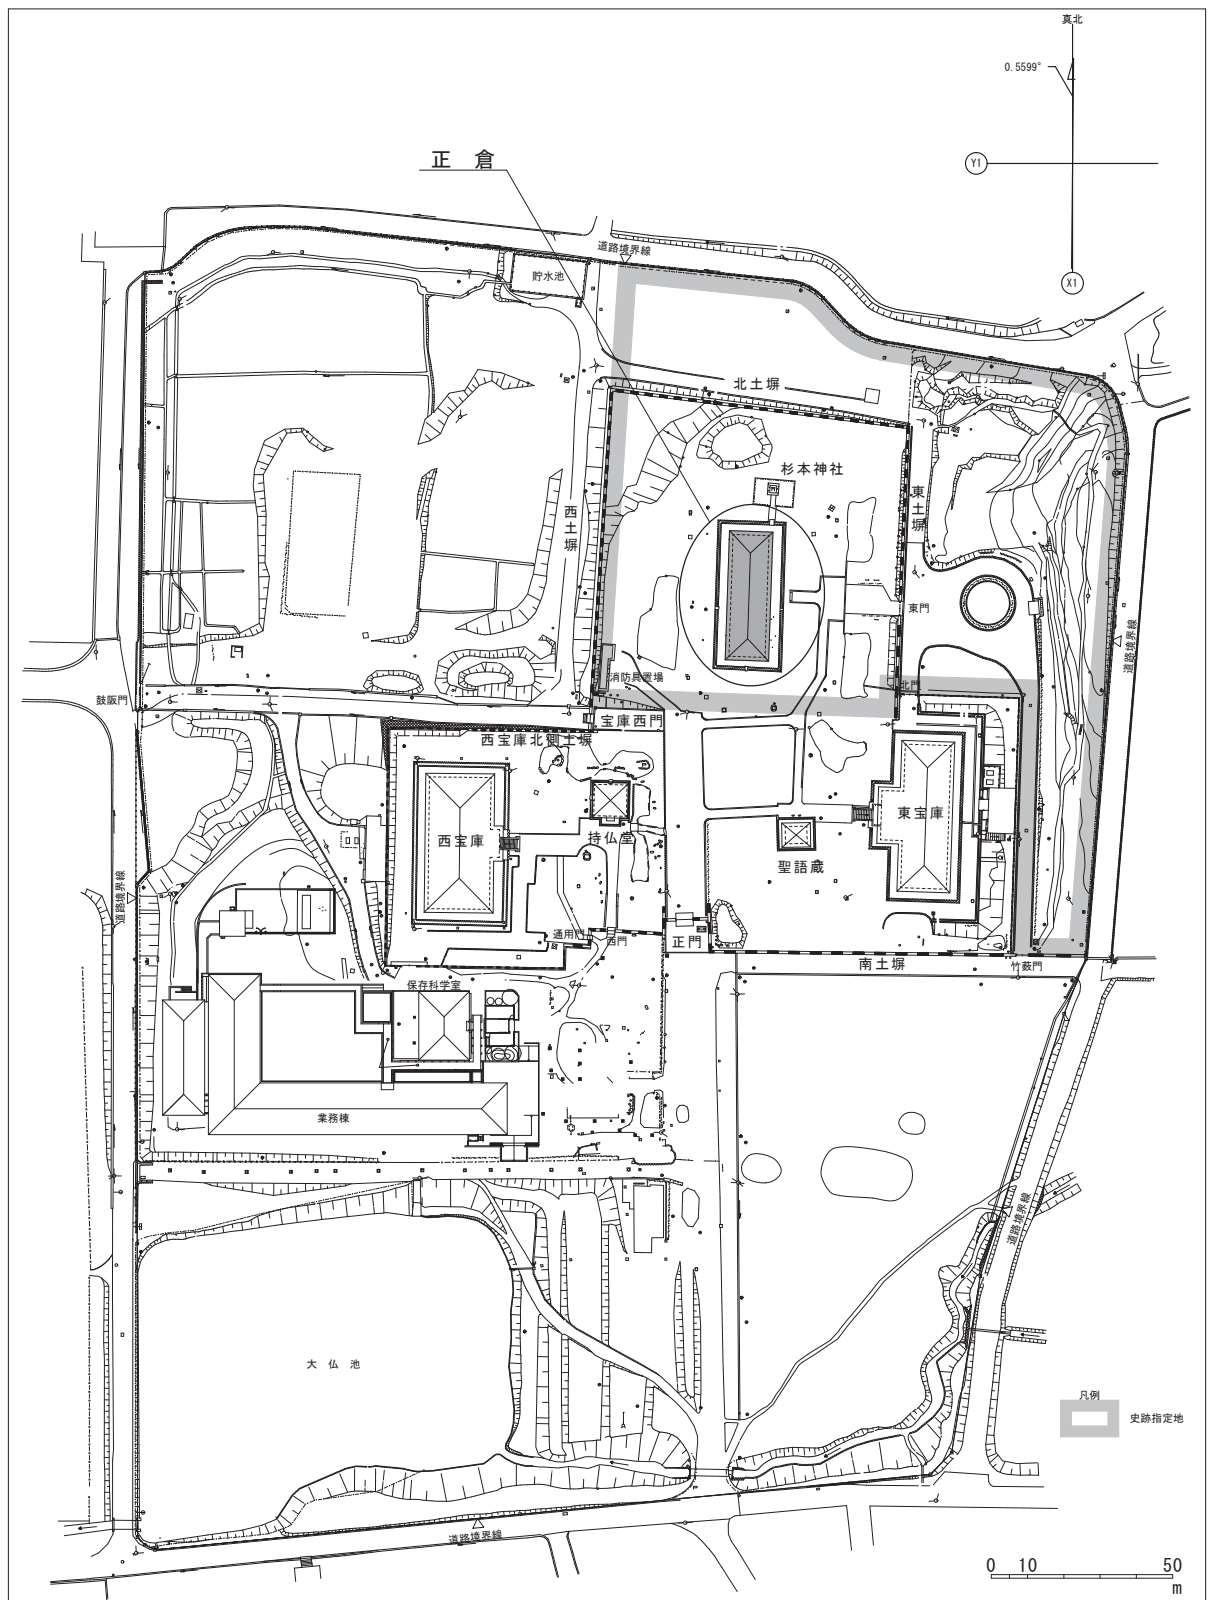 真北
0.5599°
Y1
X1
正 倉
道路境界線
貯水池
北土塀
杉本神社
西土塀
東土塀
東門
道路境界線
消防具置場
北門
鼓阪門
宝庫西門
西宝庫北側土塀
西宝庫
持仏堂
東宝庫
聖語蔵
道路境界線
通用門
西門
正門
南土塀
竹薮門
保存科学室
業務棟
道路境界線
大 仏 池
凡例
史跡指定地
道路境界線
0 10 50
m